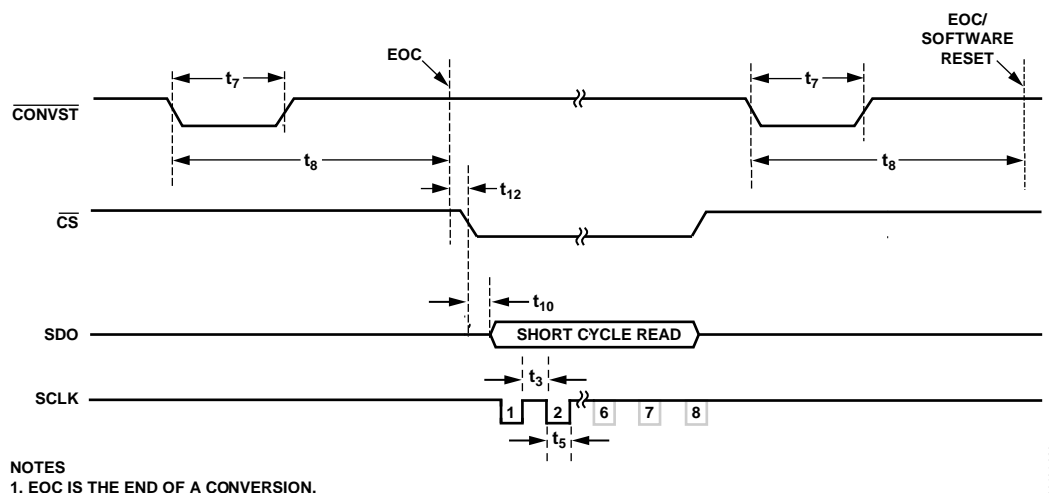 EOC/
SOFTWARE
RESET
EOC
t7
t7
CONVST
t8
t8
t12
CS
t10
SDO
SHORT CYCLE READ
t3
SCLK
1
2
6
7
8
t5
NOTES
1. EOC IS THE END OF A CONVERSION.